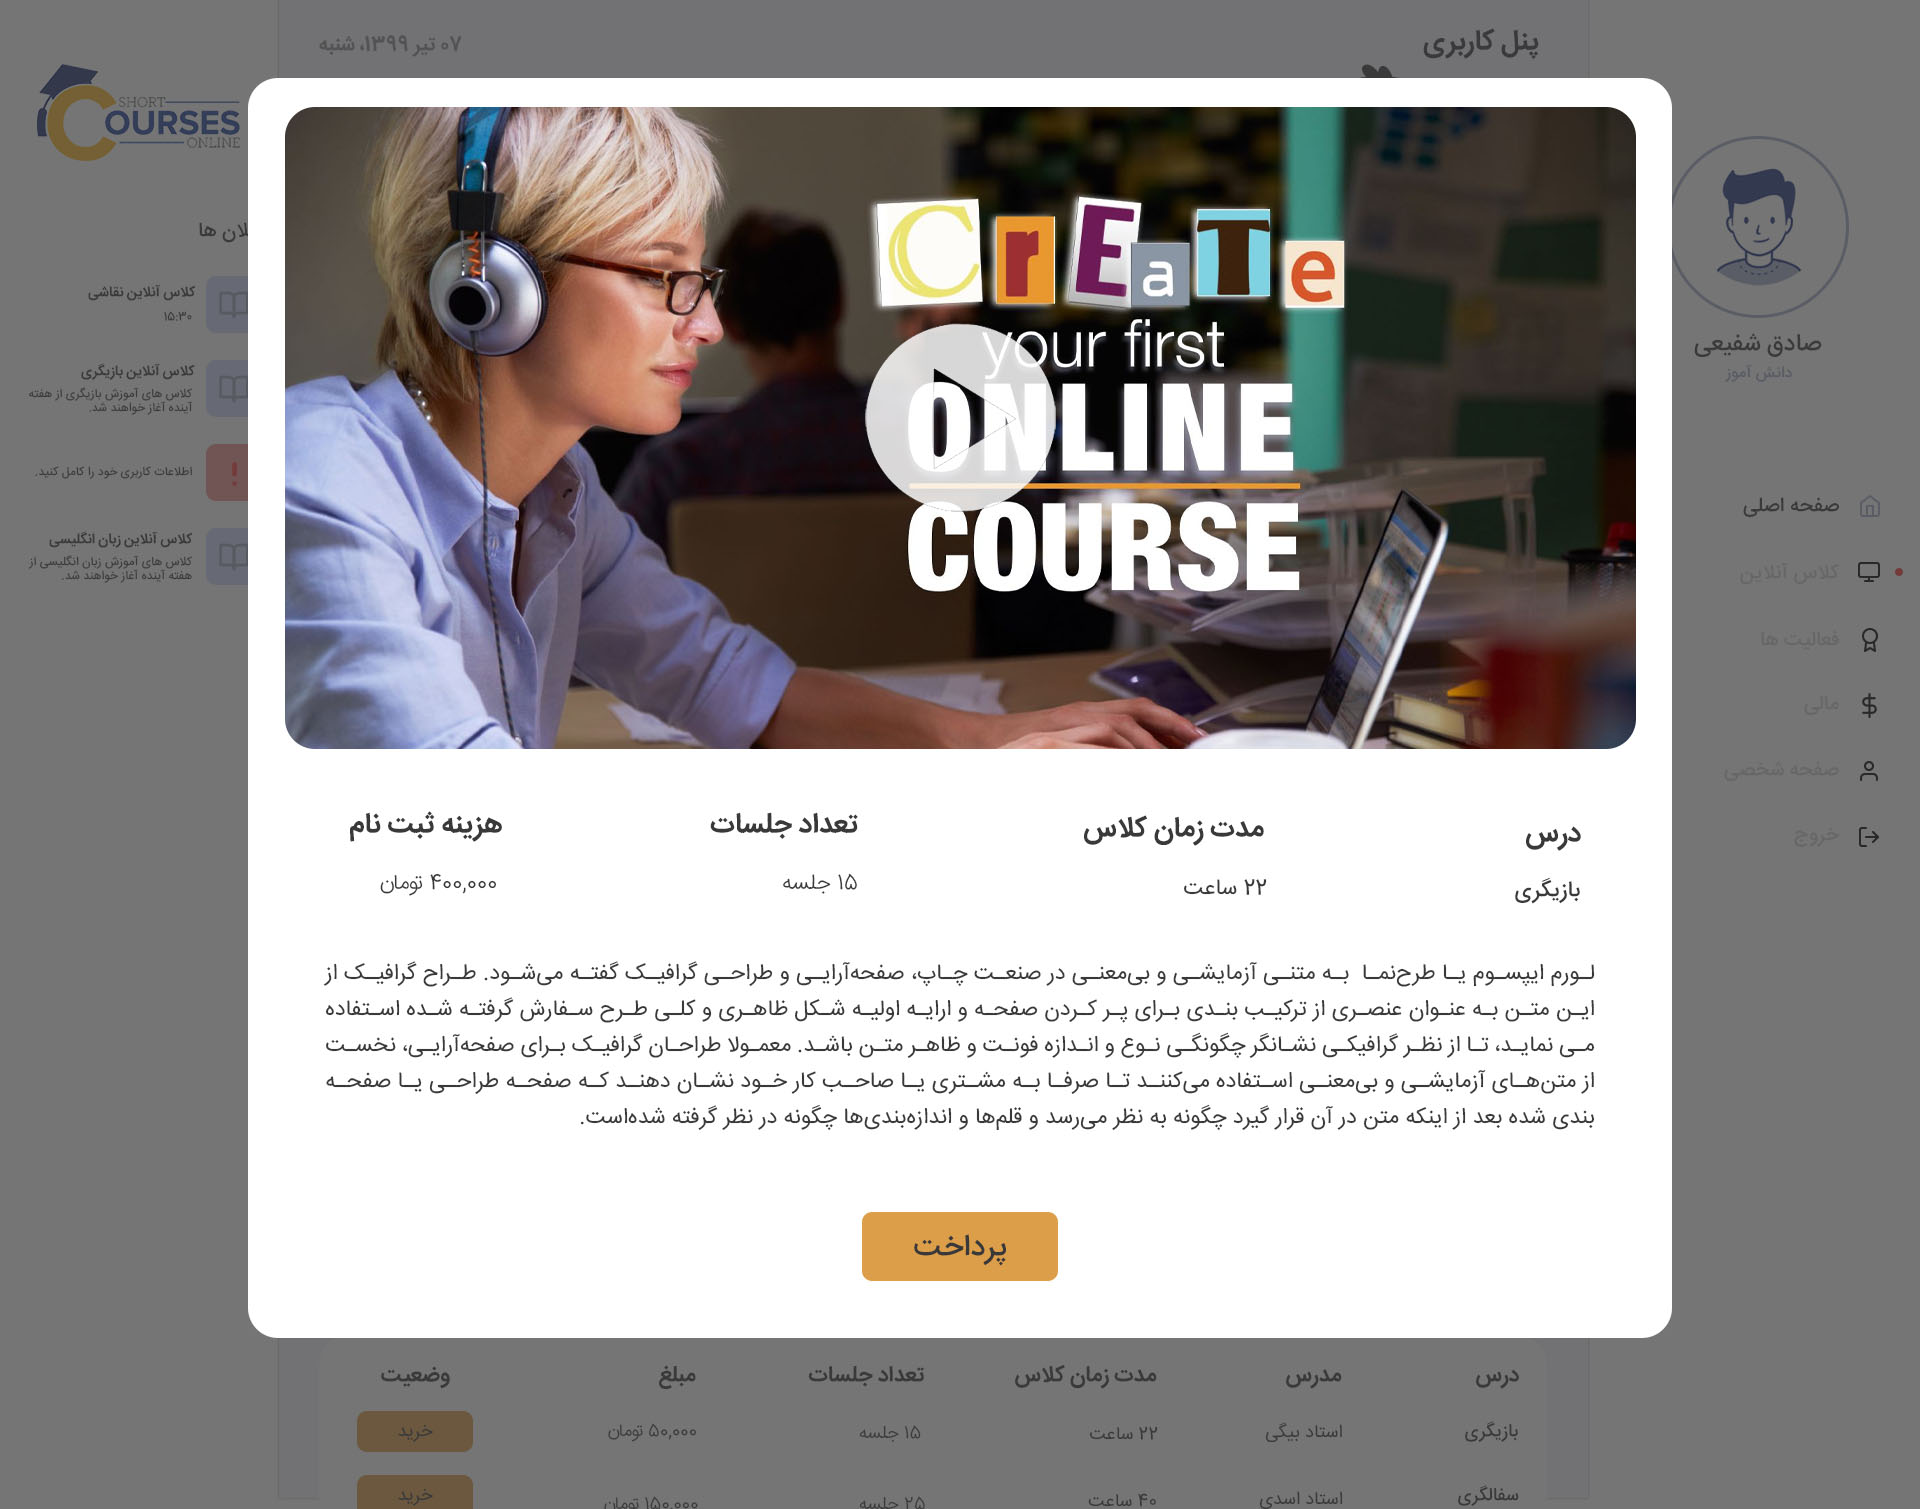 پنل کاربری
۰۷ تیر ۱۳۹۹، شنبه
صادق شفیعی
دانش آموز
صفحه اصلی
کلاس آنلاین
فعالیت ها
مالی
صفحه شخصی
خروج
CrEaTe
your first
ONLINE
COURSE
درس
مدت زمان کلاس
تعداد جلسات
هزینه ثبت نام
بازیگری
۲۲ ساعت
۱۵ جلسه
۴۰۰,۰۰۰ تومان
لورم ایپسوم یا طرح‌نما به متنی آزمایشی و بی‌معنی در صنعت چاپ، صفحه‌آرایی و طراحی گرافیک گفته می‌شود. طراح گرافیک از
این متن به عنوان عنصری از ترکیب بندی برای پر کردن صفحه و ارایه اولیه شکل ظاهری و کلی طرح سفارش گرفته شده استفاده
می نماید، تا از نظر گرافیکی نشانگر چگونگی نوع و اندازه فونت و ظاهر متن باشد. معمولا طراحان گرافیک برای صفحه‌آرایی، نخست
از متن‌های آزمایشی و بی‌معنی استفاده می‌کنند تا صرفا به مشتری یا صاحب کار خود نشان دهند که صفحه طراحی یا صفحه
بندی شده بعد از اینکه متن در آن قرار گیرد چگونه به نظر می‌رسد و قلم‌ها و اندازه‌بندی‌ها چگونه در نظر گرفته شده‌است.
پرداخت
درس
مدرس
مدت زمان کلاس
تعداد جلسات
مبلغ
وضعیت
بازیگری
استاد بیگی
۲۲ ساعت
۱۵ جلسه
۵۰,۰۰۰ تومان
خرید
سفالگری
استاد اسدی
۴۰ ساعت
۲۵ جلسه
۱۵۰,۰۰۰ تومان
خرید
SHORT
COURSES
ONLINE
ها
کلاس آنلاین نقاشی
۱۵:۳۰
کلاس آنلاین بازیگری
کلاس های آموزش بازیگری از هفته
آینده آغاز خواهند شد.
اطلاعات کاربری خود را کامل کنید.
کلاس آنلاین زبان انگلیسی
کلاس های آموزش زبان انگلیسی از
هفته آینده آغاز خواهند شد.